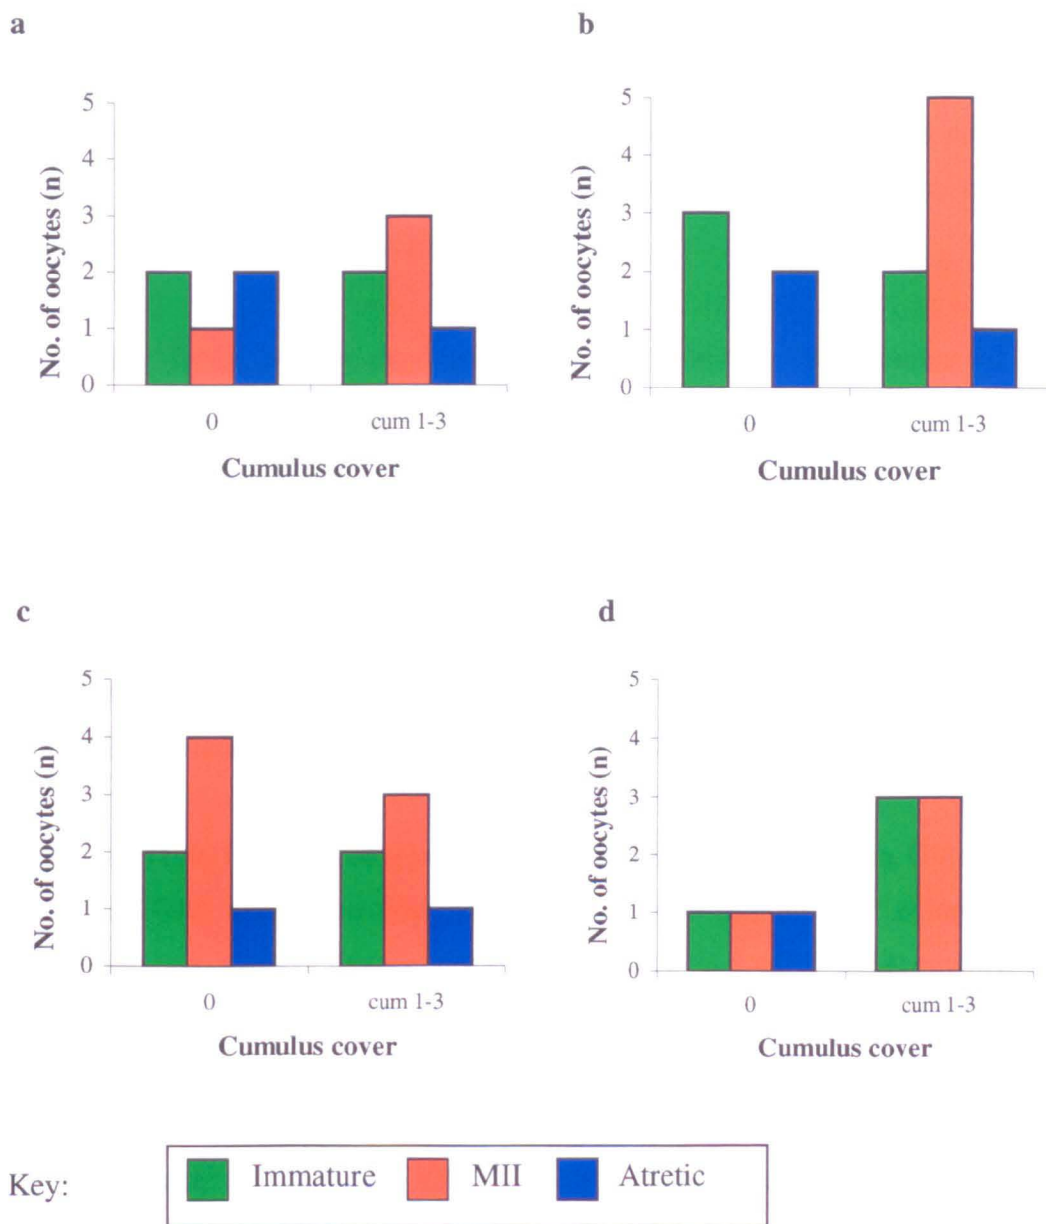 a
5
4
3
2
1
0
No. of oocytes (n)
0 cum 1-3
Cumulus cover
b
5
4
3
2
1
0
No. of oocytes (n)
0 cum 1-3
Cumulus cover
c
5
4
3
2
1
0
No. of oocytes (n)
0 cum 1-3
Cumulus cover
d
5
4
3
2
1
0
No. of oocytes (n)
0 cum 1-3
Cumulus cover
Key: Immature MII Atretic